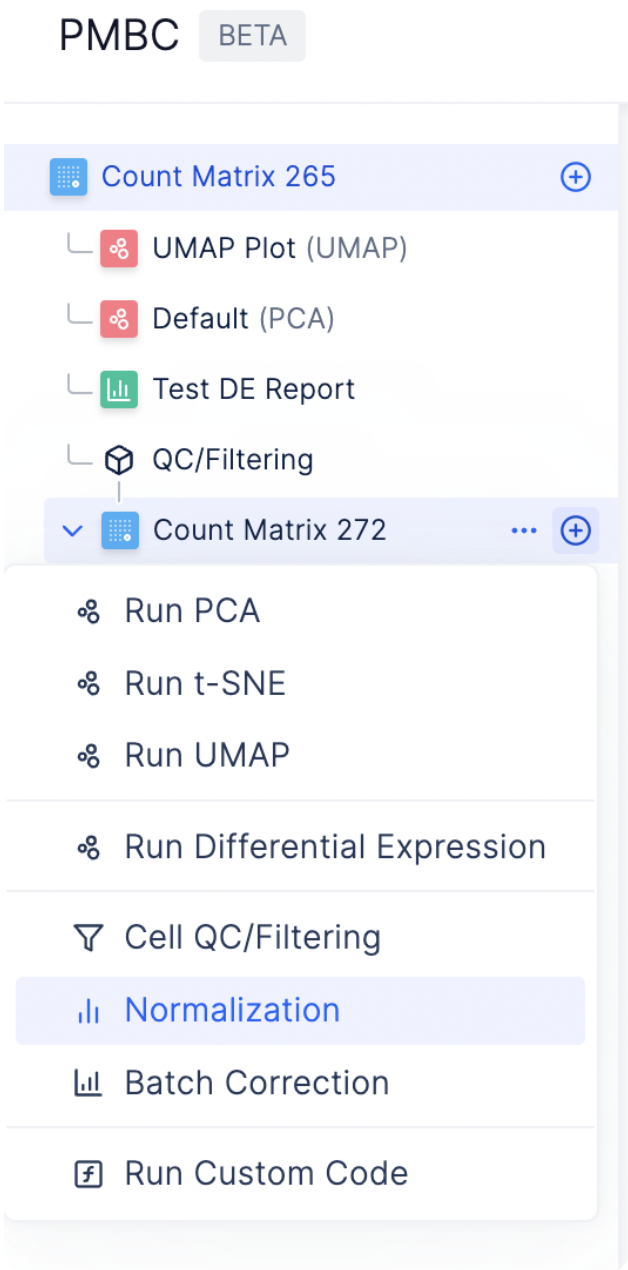 PMBC BETA
Count Matrix 265
UMAP Plot (UMAP)
Default (PCA)
Test DE Report
QC/Filtering
Count Matrix 272
Run PCA
Run t-SNE
Run UMAP
Run Differential Expression
Cell QC/Filtering
Normalization
Batch Correction
Run Custom Code